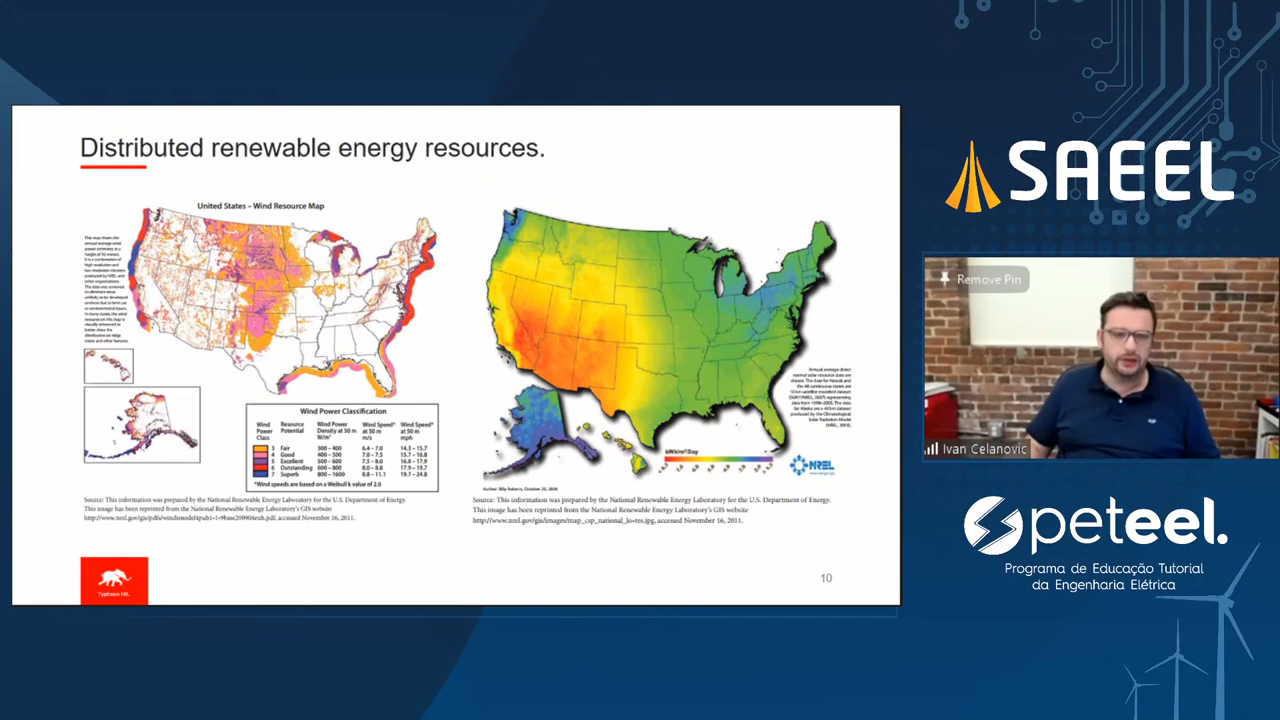 Distributed renewable energy resources.
United States – Wind Resource Map
Wind Power Classification
Wind Power Class
Resource Potential
Wind Power Density at 50 m W/m²
Wind Speedª at 50 m m/s
Wind Speedª at 50 m mph
3 Fair 300 - 400 6.4 - 7.0 14.3 - 15.7
4 Good 400 - 500 7.0 - 7.5 15.7 - 16.8
5 Excellent 500 - 600 7.5 - 8.0 16.8 - 17.9
6 Outstanding 600 - 800 8.0 - 8.8 17.9 - 19.7
7 Superb 800 - 1600 8.8 - 11.1 19.7 - 24.8
ªWind speeds are based on a Weibull k value of 2.0
Source: This information was prepared by the National Renewable Energy Laboratory for the U.S. Department of Energy.
This image has been reprinted from the National Renewable Energy Laboratory's GIS website
accessed November 16, 2011.
kWh/m²/Day
NREL
Source: This information was prepared by the National Renewable Energy Laboratory for the U.S. Department of Energy.
This image has been reprinted from the National Renewable Energy Laboratory's GIS website
http://www.nrel.gov/gis/images/map_csp_national_lo-res.jpg, accessed November 16, 2011.
Typhoon HIL
10
SAEEL
Remove Pin
Ivan Celanovic
peteel.
Programa de Educação Tutorial
da Engenharia Elétrica